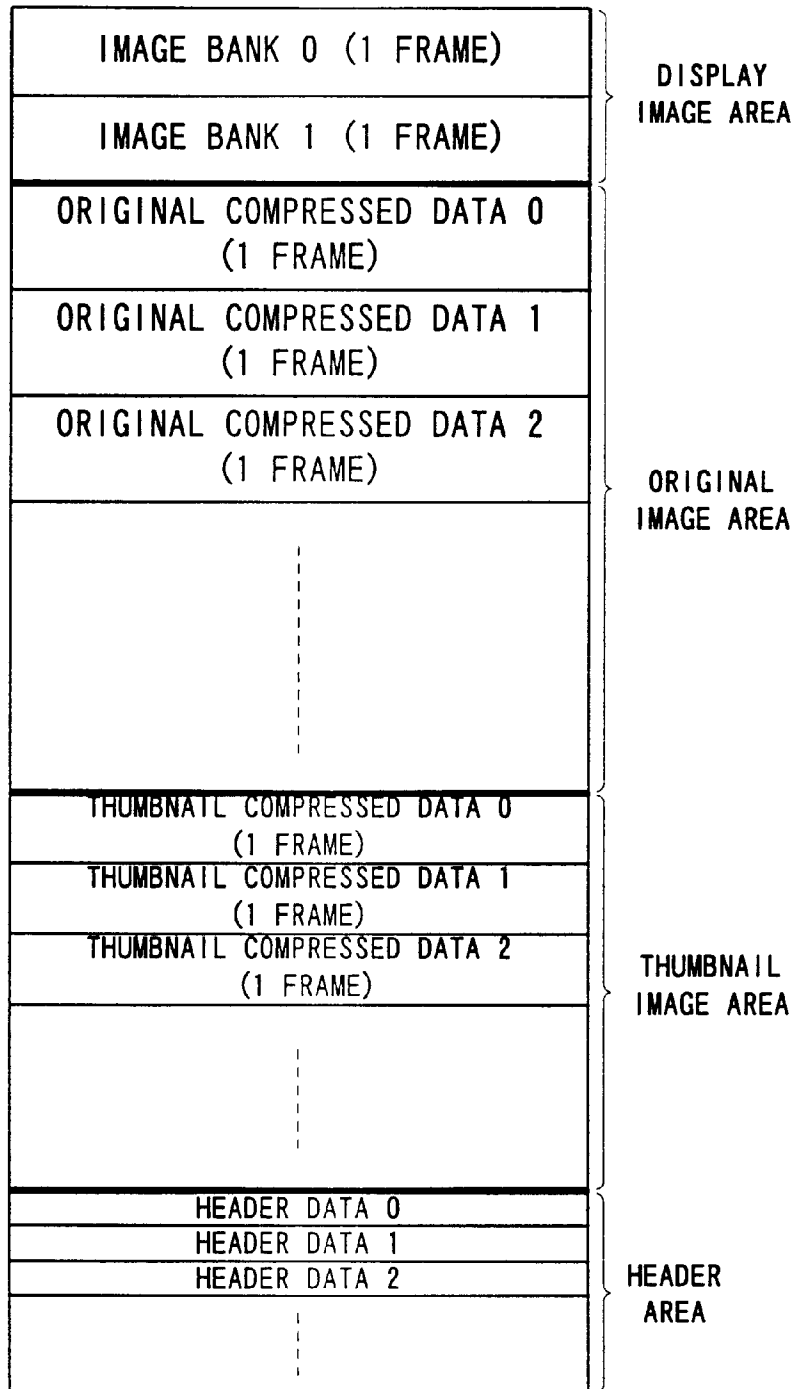 IMAGE BANK 0 (1 FRAME)
IMAGE BANK 1 (1 FRAME)
DISPLAY
IMAGE AREA
ORIGINAL COMPRESSED DATA 0
(1 FRAME)
ORIGINAL COMPRESSED DATA 1
(1 FRAME)
ORIGINAL COMPRESSED DATA 2
(1 FRAME)
ORIGINAL
IMAGE AREA
THUMBNAIL COMPRESSED DATA 0
(1 FRAME)
THUMBNAIL COMPRESSED DATA 1
(1 FRAME)
THUMBNAIL COMPRESSED DATA 2
(1 FRAME)
THUMBNAIL
IMAGE AREA
HEADER DATA 0
HEADER DATA 1
HEADER DATA 2
HEADER
AREA